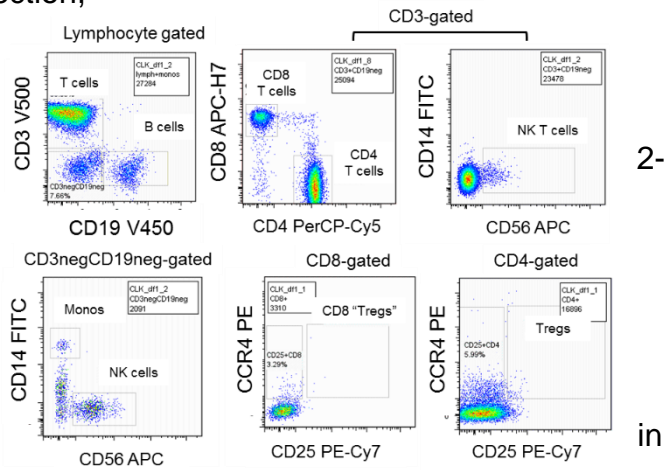 ection,
CD3-gated
Lymphocyte gated
CD3 V500
T cells
B cells
CLK_df1_2
lymph+monos
27284
CD3negCD19neg
7.66%
CD19 V450
CD8 APC-H7
CD8
T cells
CD4
T cells
CLK_df1_8
CD3+CD19neg
25094
CD4 PerCP-Cy5
CD14 FITC
CLK_df1_2
CD3+CD19neg
23478
NK T cells
CD56 APC
2-
CD3negCD19neg-gated
CD14 FITC
Monos
NK cells
CLK_df1_2
CD3negCD19neg
2091
CD56 APC
CD8-gated
CCR4 PE
CLK_df1_1
CD8+
3310
CD8 “Tregs”
CD25+CD8
3.29%
CD25 PE-Cy7
CD4-gated
CCR4 PE
CLK_df1_1
CD4+
16896
Tregs
CD25+CD4
5.99%
CD25 PE-Cy7
in